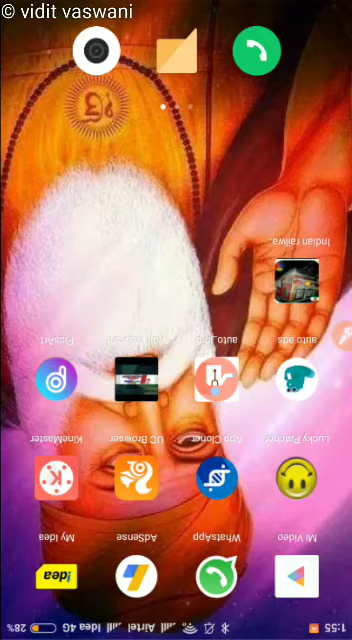 © vidit vaswani
1:55
Airtel
Idea 4G
28%
Mi Video
WhatsApp
AdSense
My Idea
!dea
Lucky Patcher
App Cloner
UC Browser
KineMaster
auto ads
PicsArt
Indian railwa
ੴ